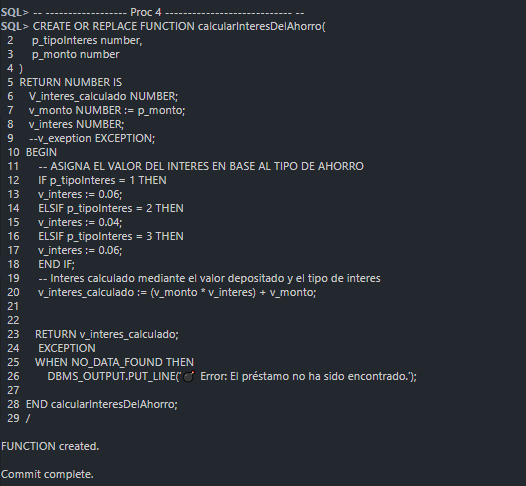 SQL> -- ------------------ Proc 4 ---------------------------- --
SQL> CREATE OR REPLACE FUNCTION calcularInteresDelAhorro(
2 p_tipoInteres number,
3 p_monto number
4 )
5 RETURN NUMBER IS
6 V_interes_calculado NUMBER;
7 v_monto NUMBER := p_monto;
8 v_interes NUMBER;
9 --v_exeption EXCEPTION;
10 BEGIN
11 -- ASIGNA EL VALOR DEL INTERES EN BASE AL TIPO DE AHORRO
12 IF p_tipoInteres = 1 THEN
13 v_interes := 0.06;
14 ELSIF p_tipoInteres = 2 THEN
15 v_interes := 0.04;
16 ELSIF p_tipoInteres = 3 THEN
17 v_interes := 0.06;
18 END IF;
19 -- Interes calculado mediante el valor depositado y el tipo de interes
20 v_interes_calculado := (v_monto * v_interes) + v_monto;
21
22
23 RETURN v_interes_calculado;
24 EXCEPTION
25 WHEN NO_DATA_FOUND THEN
26 DBMS_OUTPUT.PUT_LINE('💣 Error: El préstamo no ha sido encontrado.');
27
28 END calcularInteresDelAhorro;
29 /
FUNCTION created.
Commit complete.